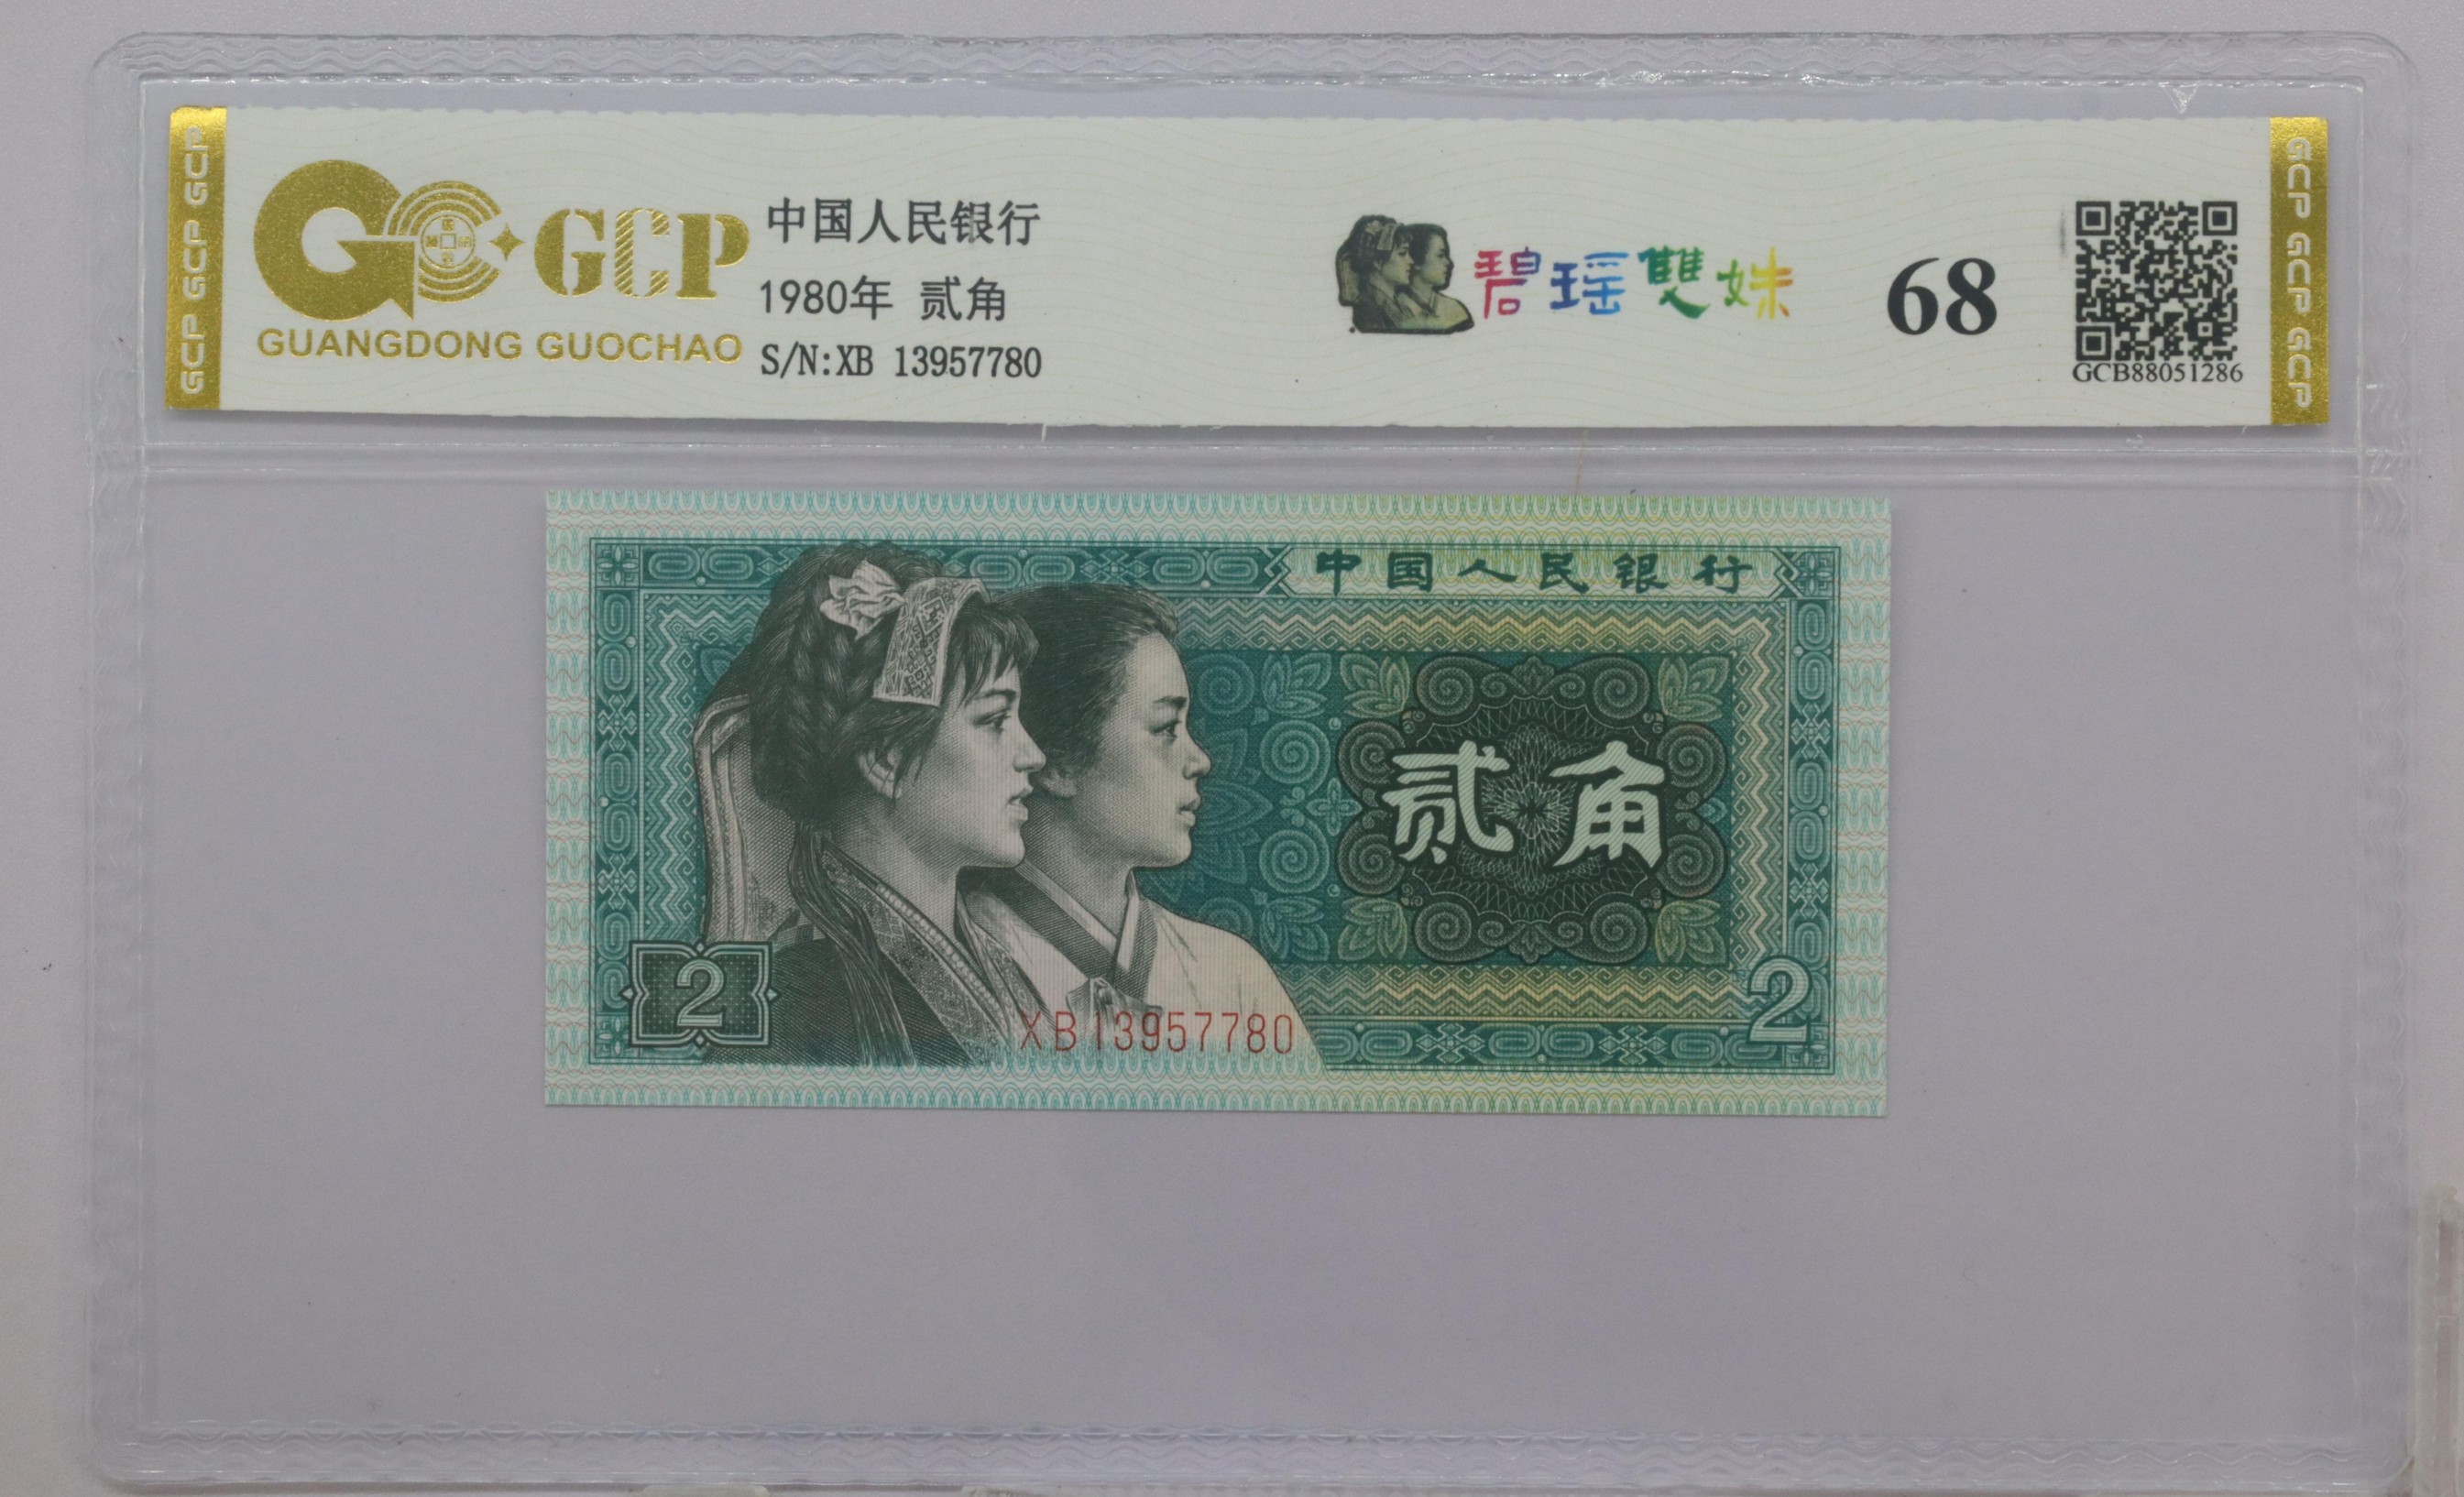 GCP GCP GCP
GCP
GUANGDONG GUOCHAO
中国人民银行
1980年 贰角
S/N:XB 13957780
碧瑶雙妹
68
GCB88051286
GCP GCP GCP
中国人民银行
贰角
2
XB13957780
2